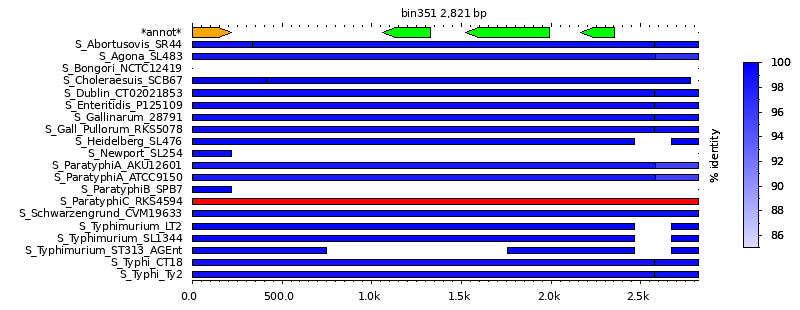 bin351 2,821 bp
*annot*
S_Abortusovis_SR44
S_Agona_SL483
S_Bongori_NCTC12419
S_Choleraesuis_SCB67
S_Dublin_CT02021853
S_Enteritidis_P125109
S_Gallinarum_28791
S_Gall_Pullorum_RKS5078
S_Heidelberg_SL476
S_Newport_SL254
S_ParatyphiA_AKU12601
S_ParatyphiA_ATCC9150
S_ParatyphiB_SPB7
S_ParatyphiC_RKS4594
S_Schwarzengrund_CVM19633
S_Typhimurium_LT2
S_Typhimurium_SL1344
S_Typhimurium_ST313_AGEnt
S_Typhi_CT18
S_Typhi_Ty2
0.0 500.0 1.0k 1.5k 2.0k 2.5k
% identity
100
98
96
94
92
90
88
86